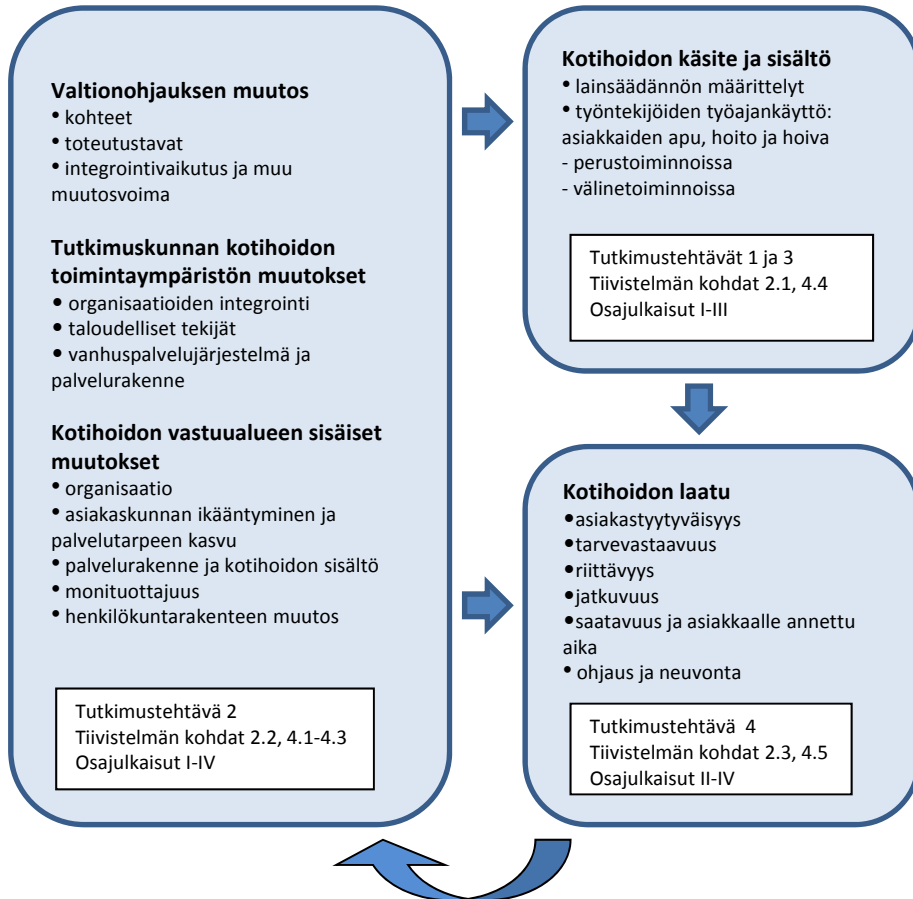 Valtionohjauksen muutos
• kohteet
• toteutustavat
• integrointivaikutus ja muu
muutosvoima
Tutkimuskunnan kotihoidon
toimintaympäristön muutokset
• organisaatioiden integrointi
• taloudelliset tekijät
• vanhuspalvelujärjestelmä ja
palvelurakenne
Kotihoidon vastuualueen sisäiset
muutokset
• organisaatio
• asiakaskunnan ikääntyminen ja
palvelutarpeen kasvu
• palvelurakenne ja kotihoidon sisältö
• monituottajuus
• henkilökuntarakenteen muutos
Tutkimustehtävä 2
Tiivistelmän kohdat 2.2, 4.1-4.3
Osajulkaisut I-IV
Kotihoidon käsite ja sisältö
• lainsäädännön määrittelyt
• työntekijöiden työajankäyttö:
asiakkaiden apu, hoito ja hoiva
- perustoiminnoissa
- välinetoiminnoissa
Tutkimustehtävät 1 ja 3
Tiivistelmän kohdat 2.1, 4.4
Osajulkaisut I-III
Kotihoidon laatu
•asiakastyytyväisyys
•tarvevastaavuus
•riittävyys
•jatkuvuus
•saatavuus ja asiakkaalle annettu
aika
• ohjaus ja neuvonta
Tutkimustehtävä 4
Tiivistelmän kohdat 2.3, 4.5
Osajulkaisut II-IV